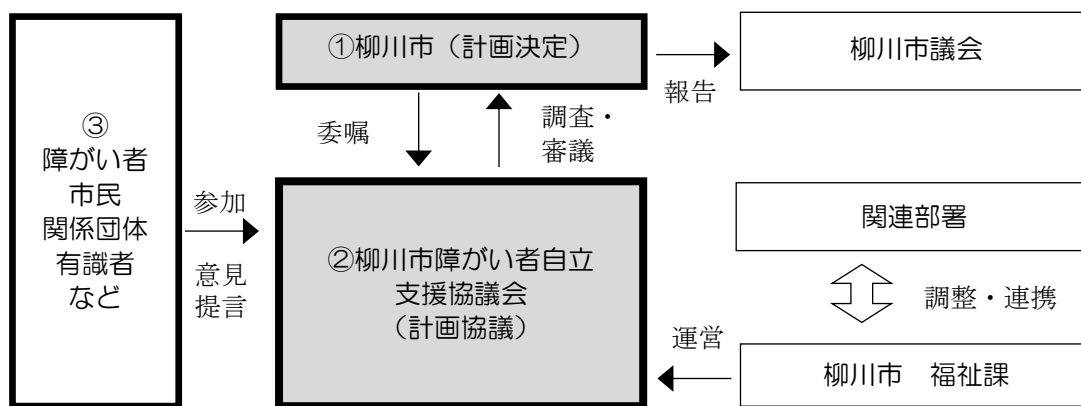 ①柳川市（計画決定）
柳川市議会
報告
委嘱
調査・
審議
③
障がい者
市民
関係団体
有識者
など
参加
意見
提言
②柳川市障がい者自立
支援協議会
（計画協議）
関連部署
調整・連携
運営
柳川市　福祉課